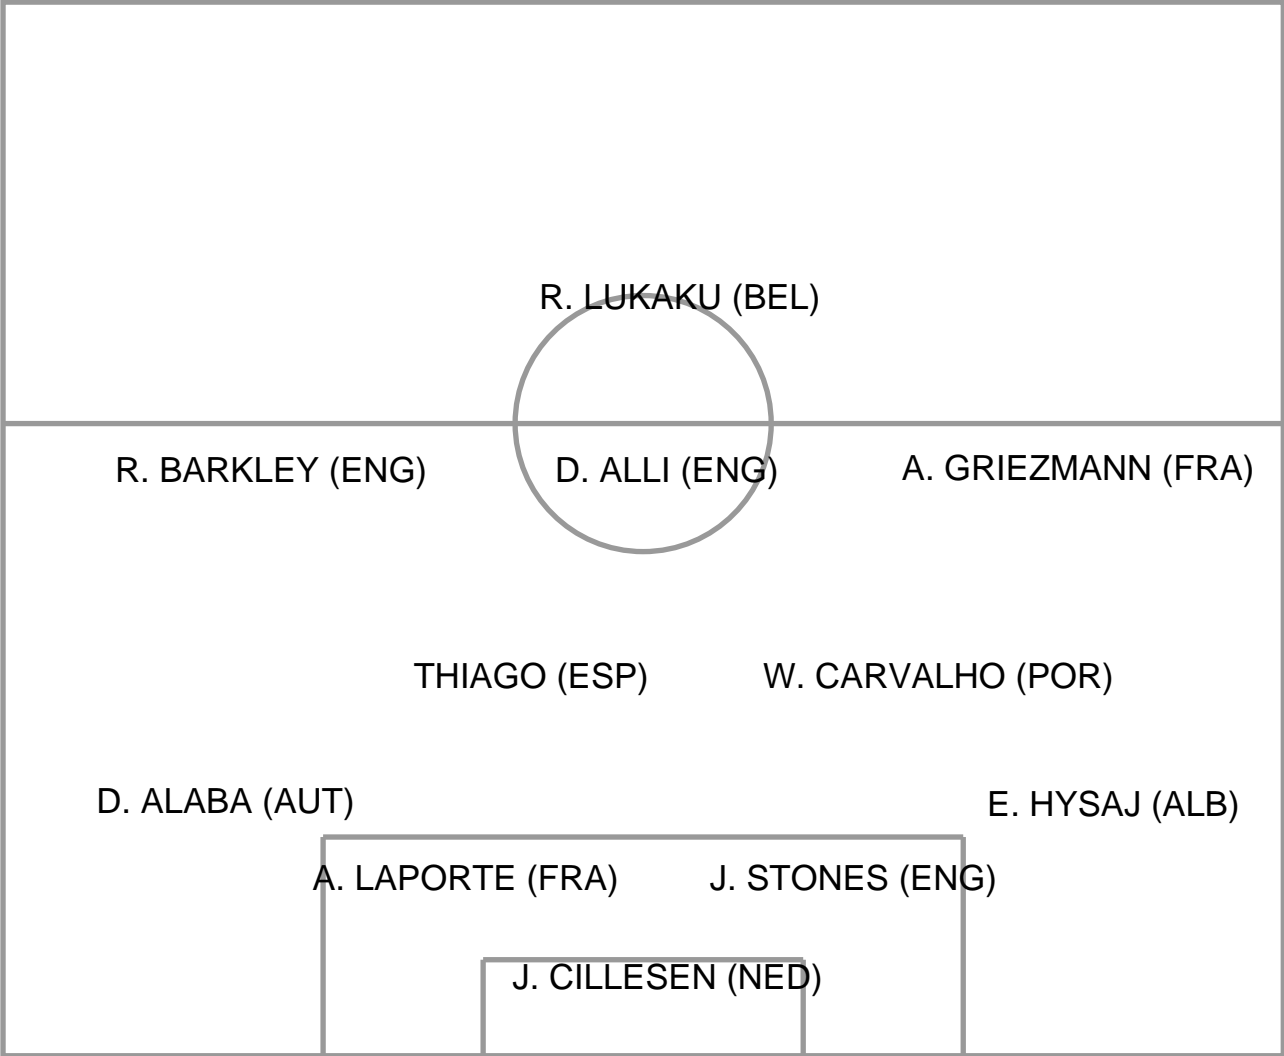 R. LUKAKU (BEL)
R. BARKLEY (ENG)
D. ALLI (ENG)
A. GRIEZMANN (FRA)
THIAGO (ESP)
W. CARVALHO (POR)
D. ALABA (AUT)
E. HYSAJ (ALB)
A. LAPORTE (FRA)
J. STONES (ENG)
J. CILLESEN (NED)